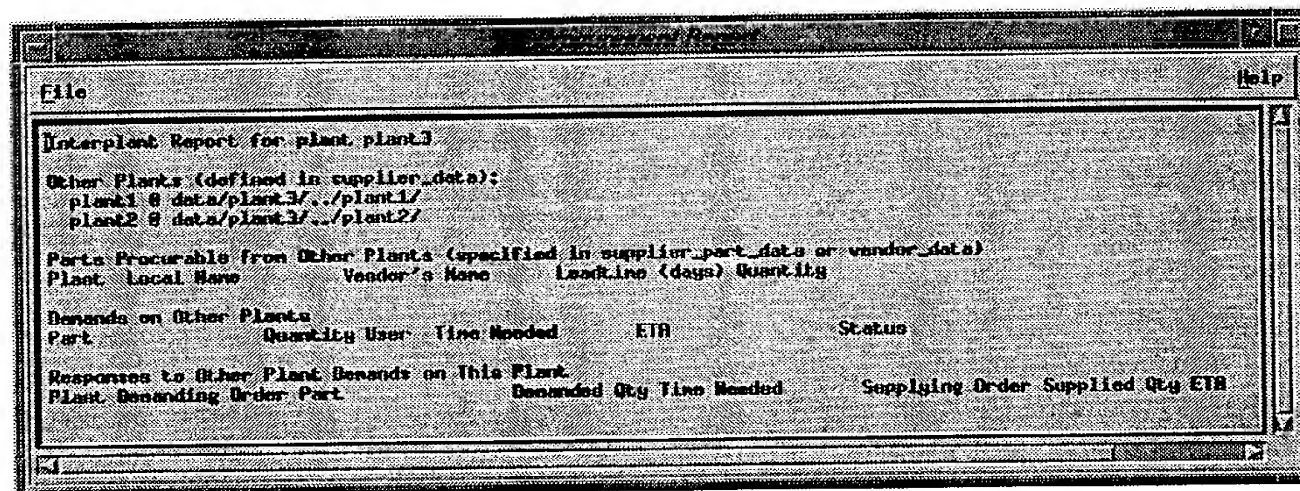 File
Help
Interplant Report for plant plant3
Other Plants (defined in supplier_data):
plant1 @ data/plant3/../plant1/
plant2 @ data/plant3/../plant2/
Parts Procurable from Other Plants (specified in supplier_part_data or vendor_data)
Plant Local Name Vendor's Name Leadtime (days) Quantity
Demands on Other Plants
Part Quantity User Time Needed ETA Status
Responses to Other Plant Demands on This Plant
Plant Demanding Order Part Demanded Qty Time Needed Supplying Order Supplied Qty ETA